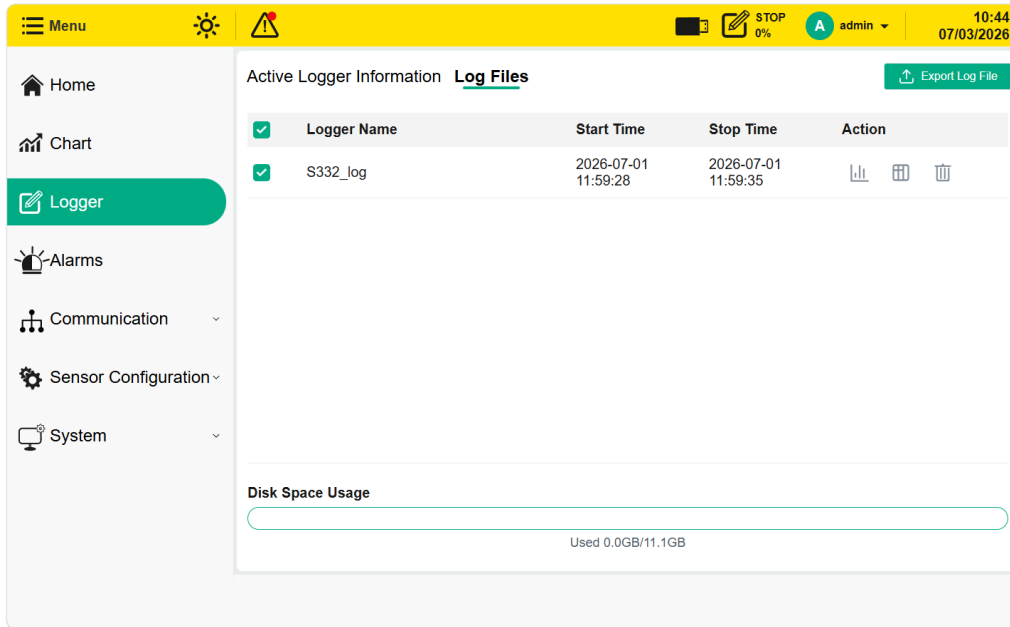 Menu
STOP
0%
A admin
10:44
07/03/2026
Home
Chart
Logger
Alarms
Communication
Sensor Configuration
System
Active Logger Information Log Files
Export Log File
Logger Name Start Time Stop Time Action
S332_log 2026-07-01 11:59:28 2026-07-01 11:59:35
Disk Space Usage
Used 0.0GB/11.1GB